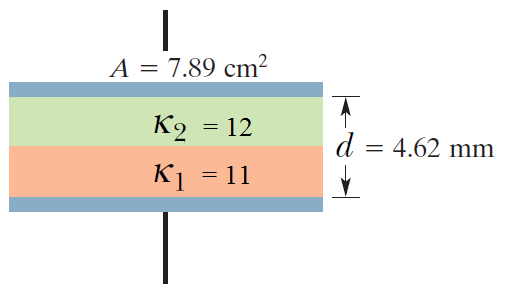 A = 7.89 cm²
κ₂ = 12
d = 4.62 mm
κ₁ = 11